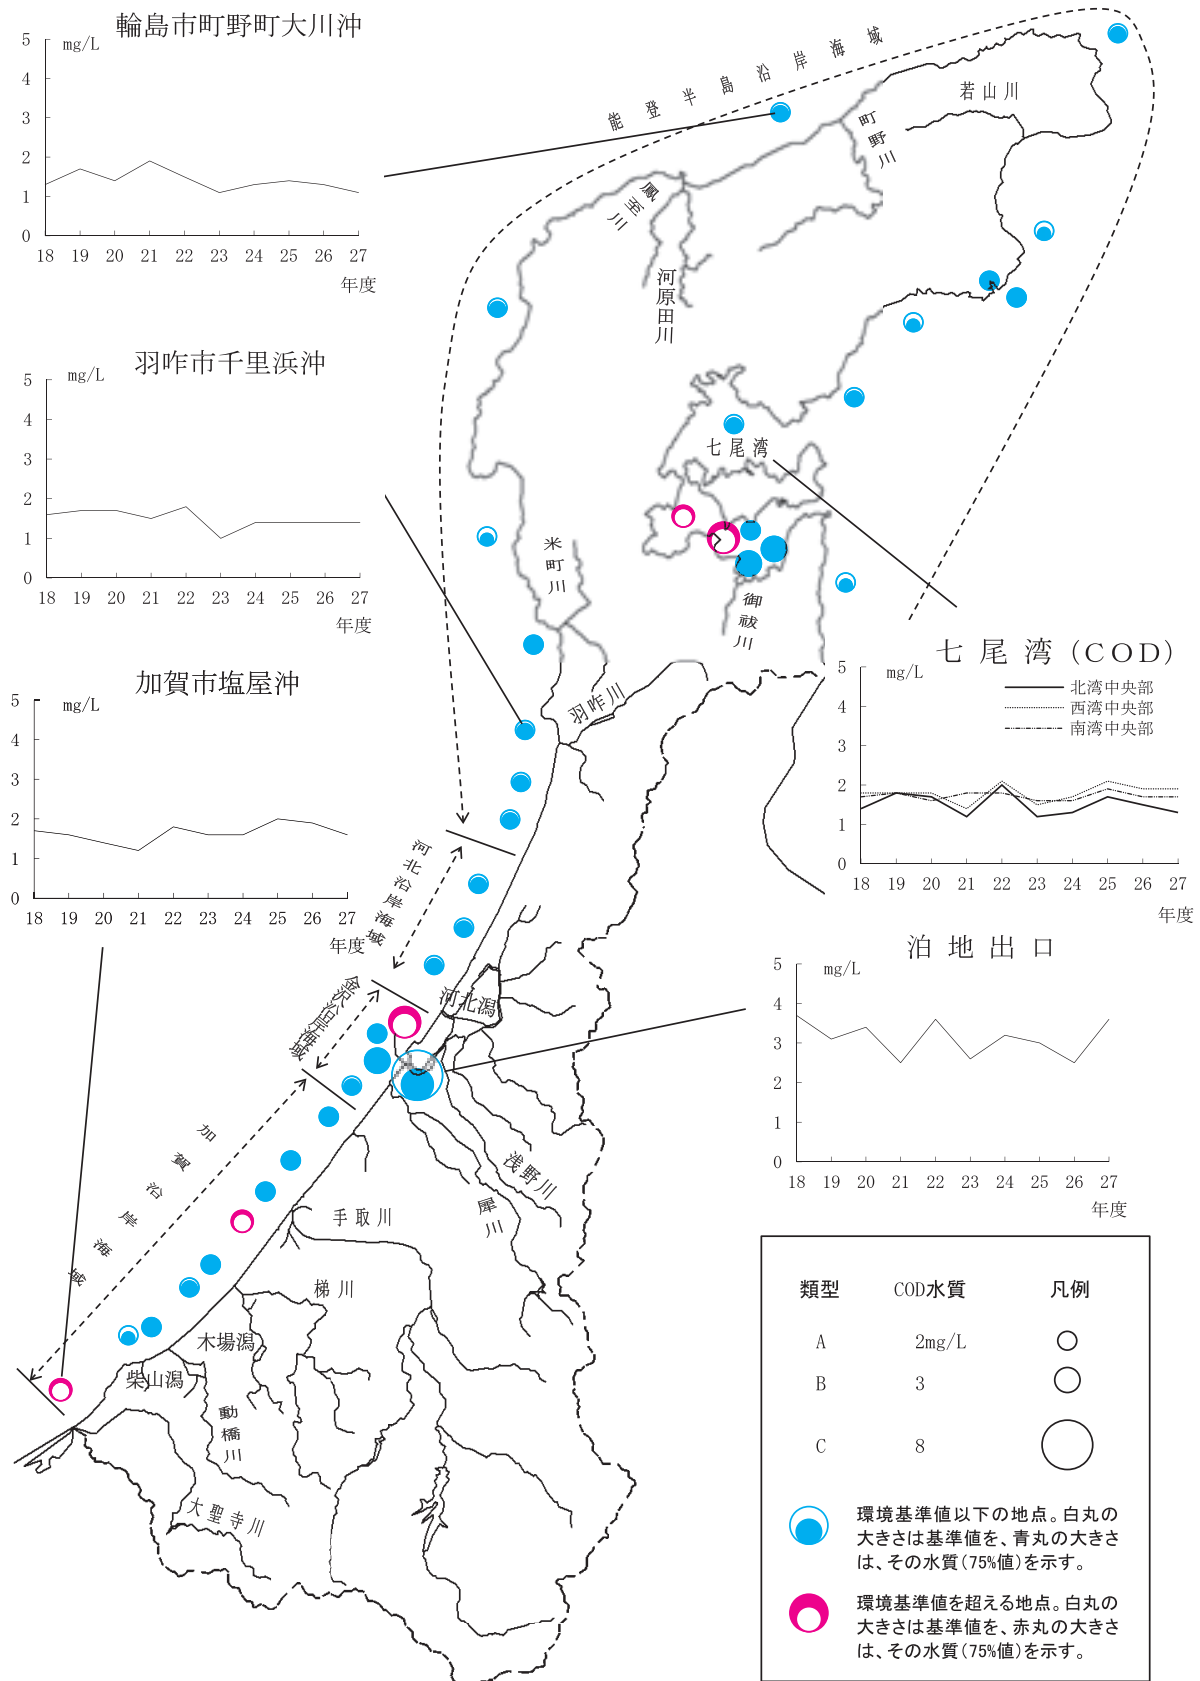 輪島市町野町大川沖
mg/L
5
4
3
2
1
0
18 19 20 21 22 23 24 25 26 27
年度
羽咋市千里浜沖
mg/L
5
4
3
2
1
0
18 19 20 21 22 23 24 25 26 27
年度
加賀市塩屋沖
mg/L
5
4
3
2
1
0
18 19 20 21 22 23 24 25 26 27
年度
能登半島沿岸海域
若山川
町野川
鳳至川
河原田川
七尾湾
米町川
御祓川
羽咋川
七尾湾(COD)
mg/L
北湾中央部
西湾中央部
南湾中央部
5
4
3
2
1
0
18 19 20 21 22 23 24 25 26 27
年度
河北沿岸海域
金沢沿岸海域
加賀沿岸海域
河北潟
泊地出口
mg/L
5
4
3
2
1
0
18 19 20 21 22 23 24 25 26 27
年度
浅野川
犀川
手取川
梯川
木場潟
柴山潟
動橋川
大聖寺川
類型 COD水質 凡例
A 2mg/L
B 3
C 8
環境基準値以下の地点。白丸の
大きさは基準値を、青丸の大きさ
は、その水質(75%値)を示す。
環境基準値を超える地点。白丸の
大きさは基準値を、赤丸の大きさ
は、その水質(75%値)を示す。